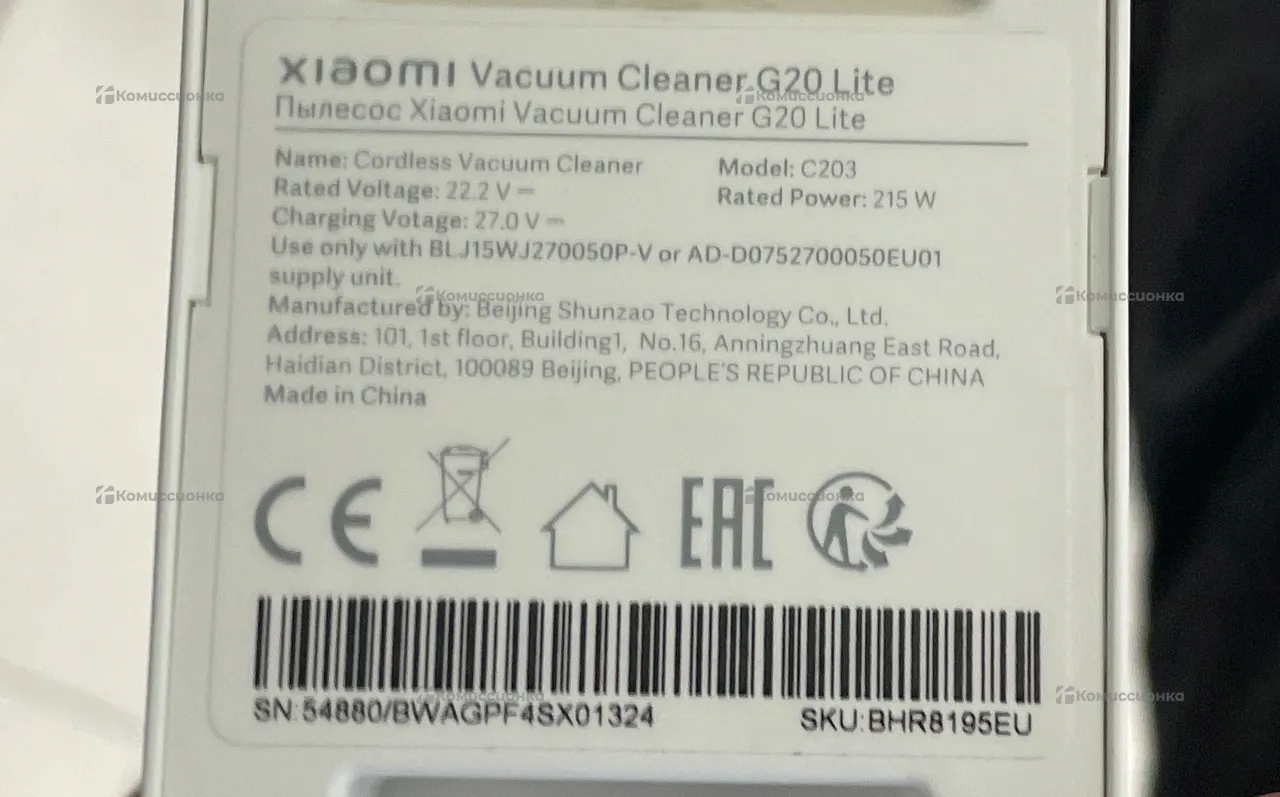 xiaomi Vacuum Cleaner G20 Lite
Пылесос Xiaomi Vacuum Cleaner G20 Lite
Name: Cordless Vacuum Cleaner Model: C203
Rated Voltage: 22.2 V ⎓ Rated Power: 215 W
Charging Votage: 27.0 V ⎓
Use only with BLJ15WJ270050P-V or AD-D0752700050EU01
supply unit.
Manufactured by: Beijing Shunzao Technology Co., Ltd.
Address: 101, 1st floor, Building1, No.16, Anningzhuang East Road,
Haidian District, 100089 Beijing, PEOPLE'S REPUBLIC OF CHINA
Made in China
CE EAC
SN:54880/BWAGPF4SX01324 SKU:BHR8195EU
Комиссионка
Комиссионка
Комиссионка
Комиссионка
Комиссионка
Комиссионка
Комиссионка
Комиссионка